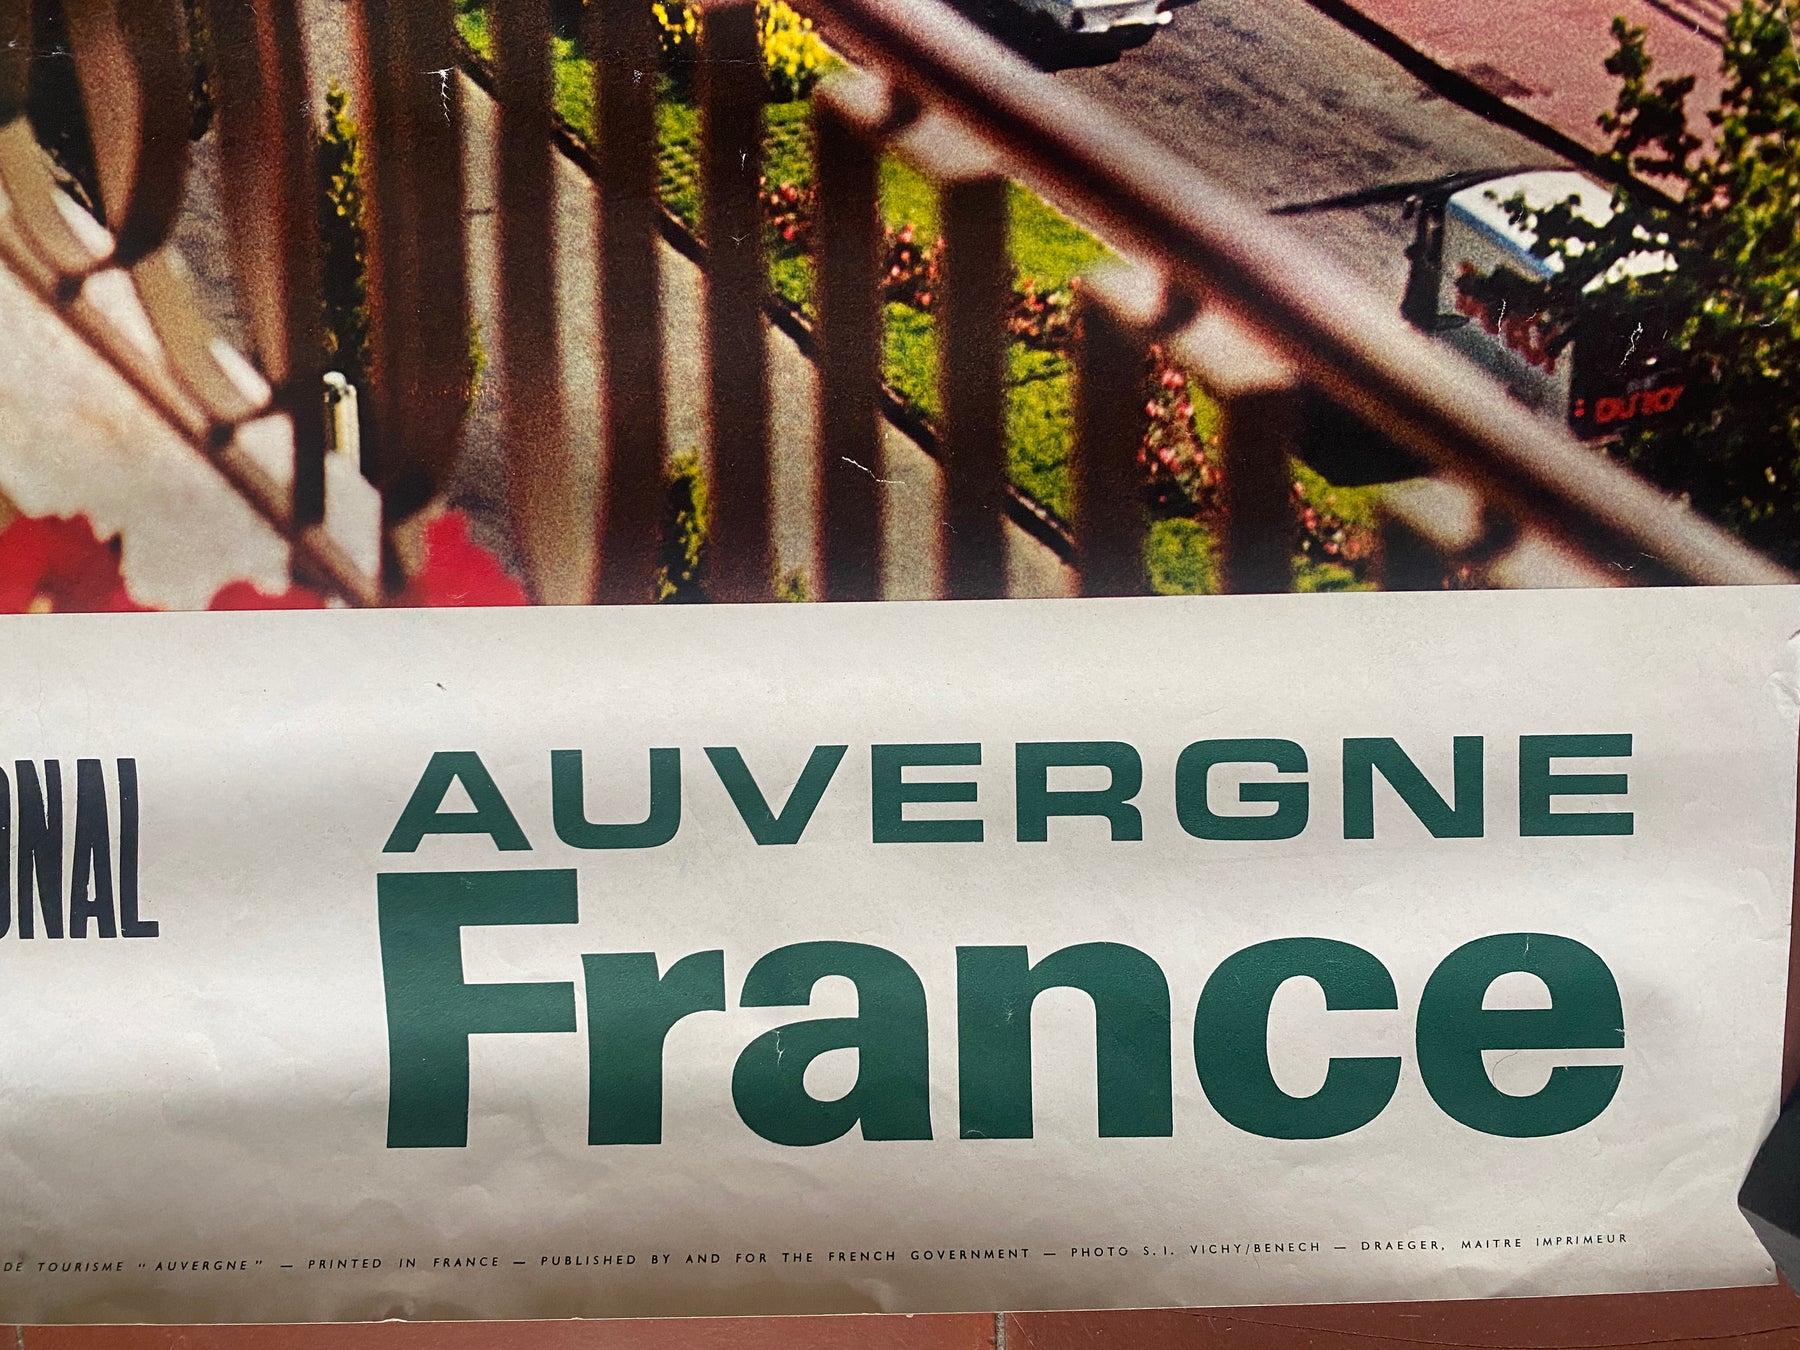 ONAL
AUVERGNE
France
DE TOURISME “ AUVERGNE ” — PRINTED IN FRANCE — PUBLISHED BY AND FOR THE FRENCH GOVERNMENT — PHOTO S. I. VICHY/BENECH — DRAEGER, MAITRE IMPRIMEUR